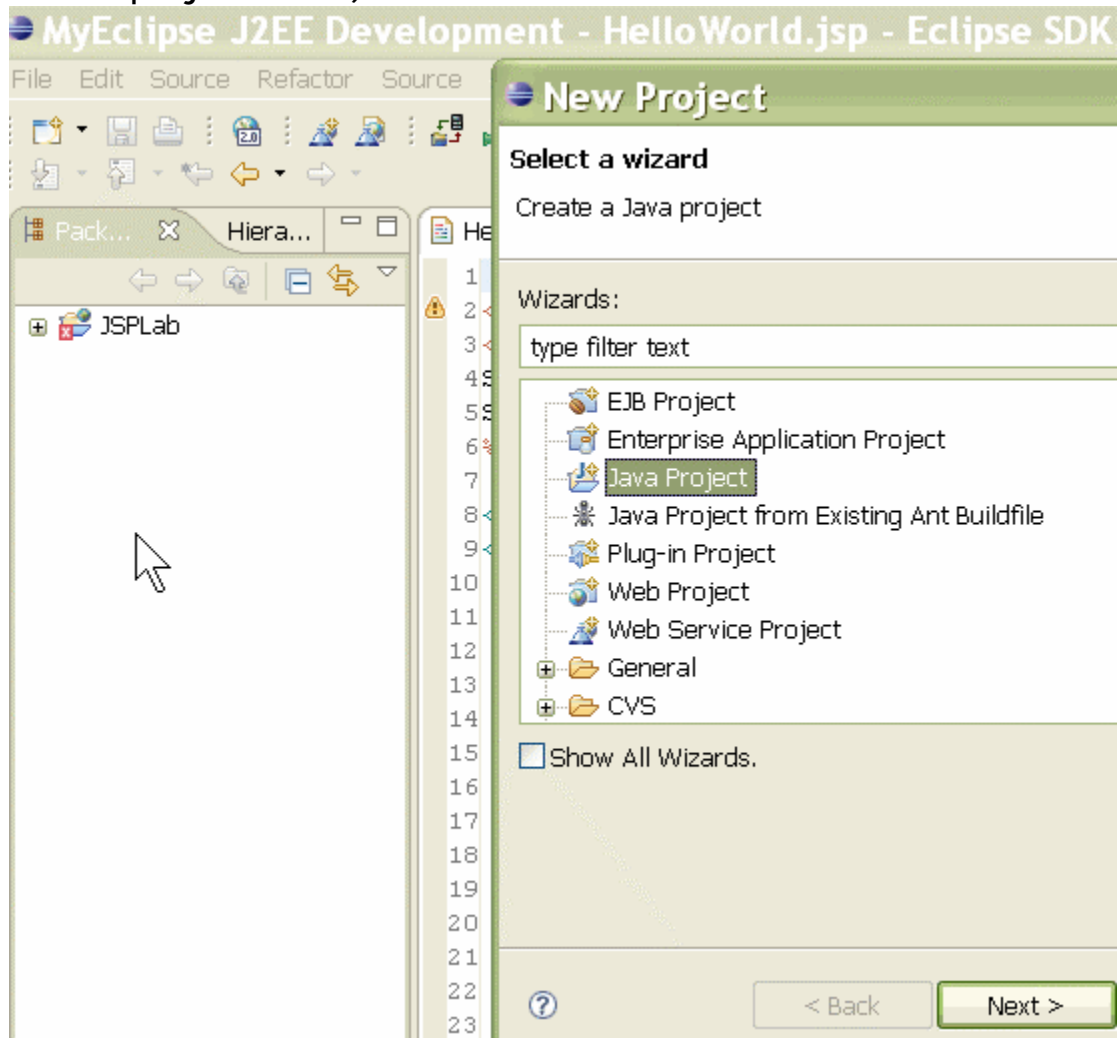 MyEclipse J2EE Development - HelloWorld.jsp - Eclipse SDK
File Edit Source Refactor Source
New Project
Select a wizard
Create a Java project
2.0
Pack... Hiera... He
Wizards:
type filter text
JSPLab
EJB Project
Enterprise Application Project
Java Project
Java Project from Existing Ant Buildfile
Plug-in Project
Web Project
Web Service Project
General
CVS
Show All Wizards.
1
2
3
4
5
6
7
8
9
10
11
12
13
14
15
16
17
18
19
20
21
22
23
< Back Next >